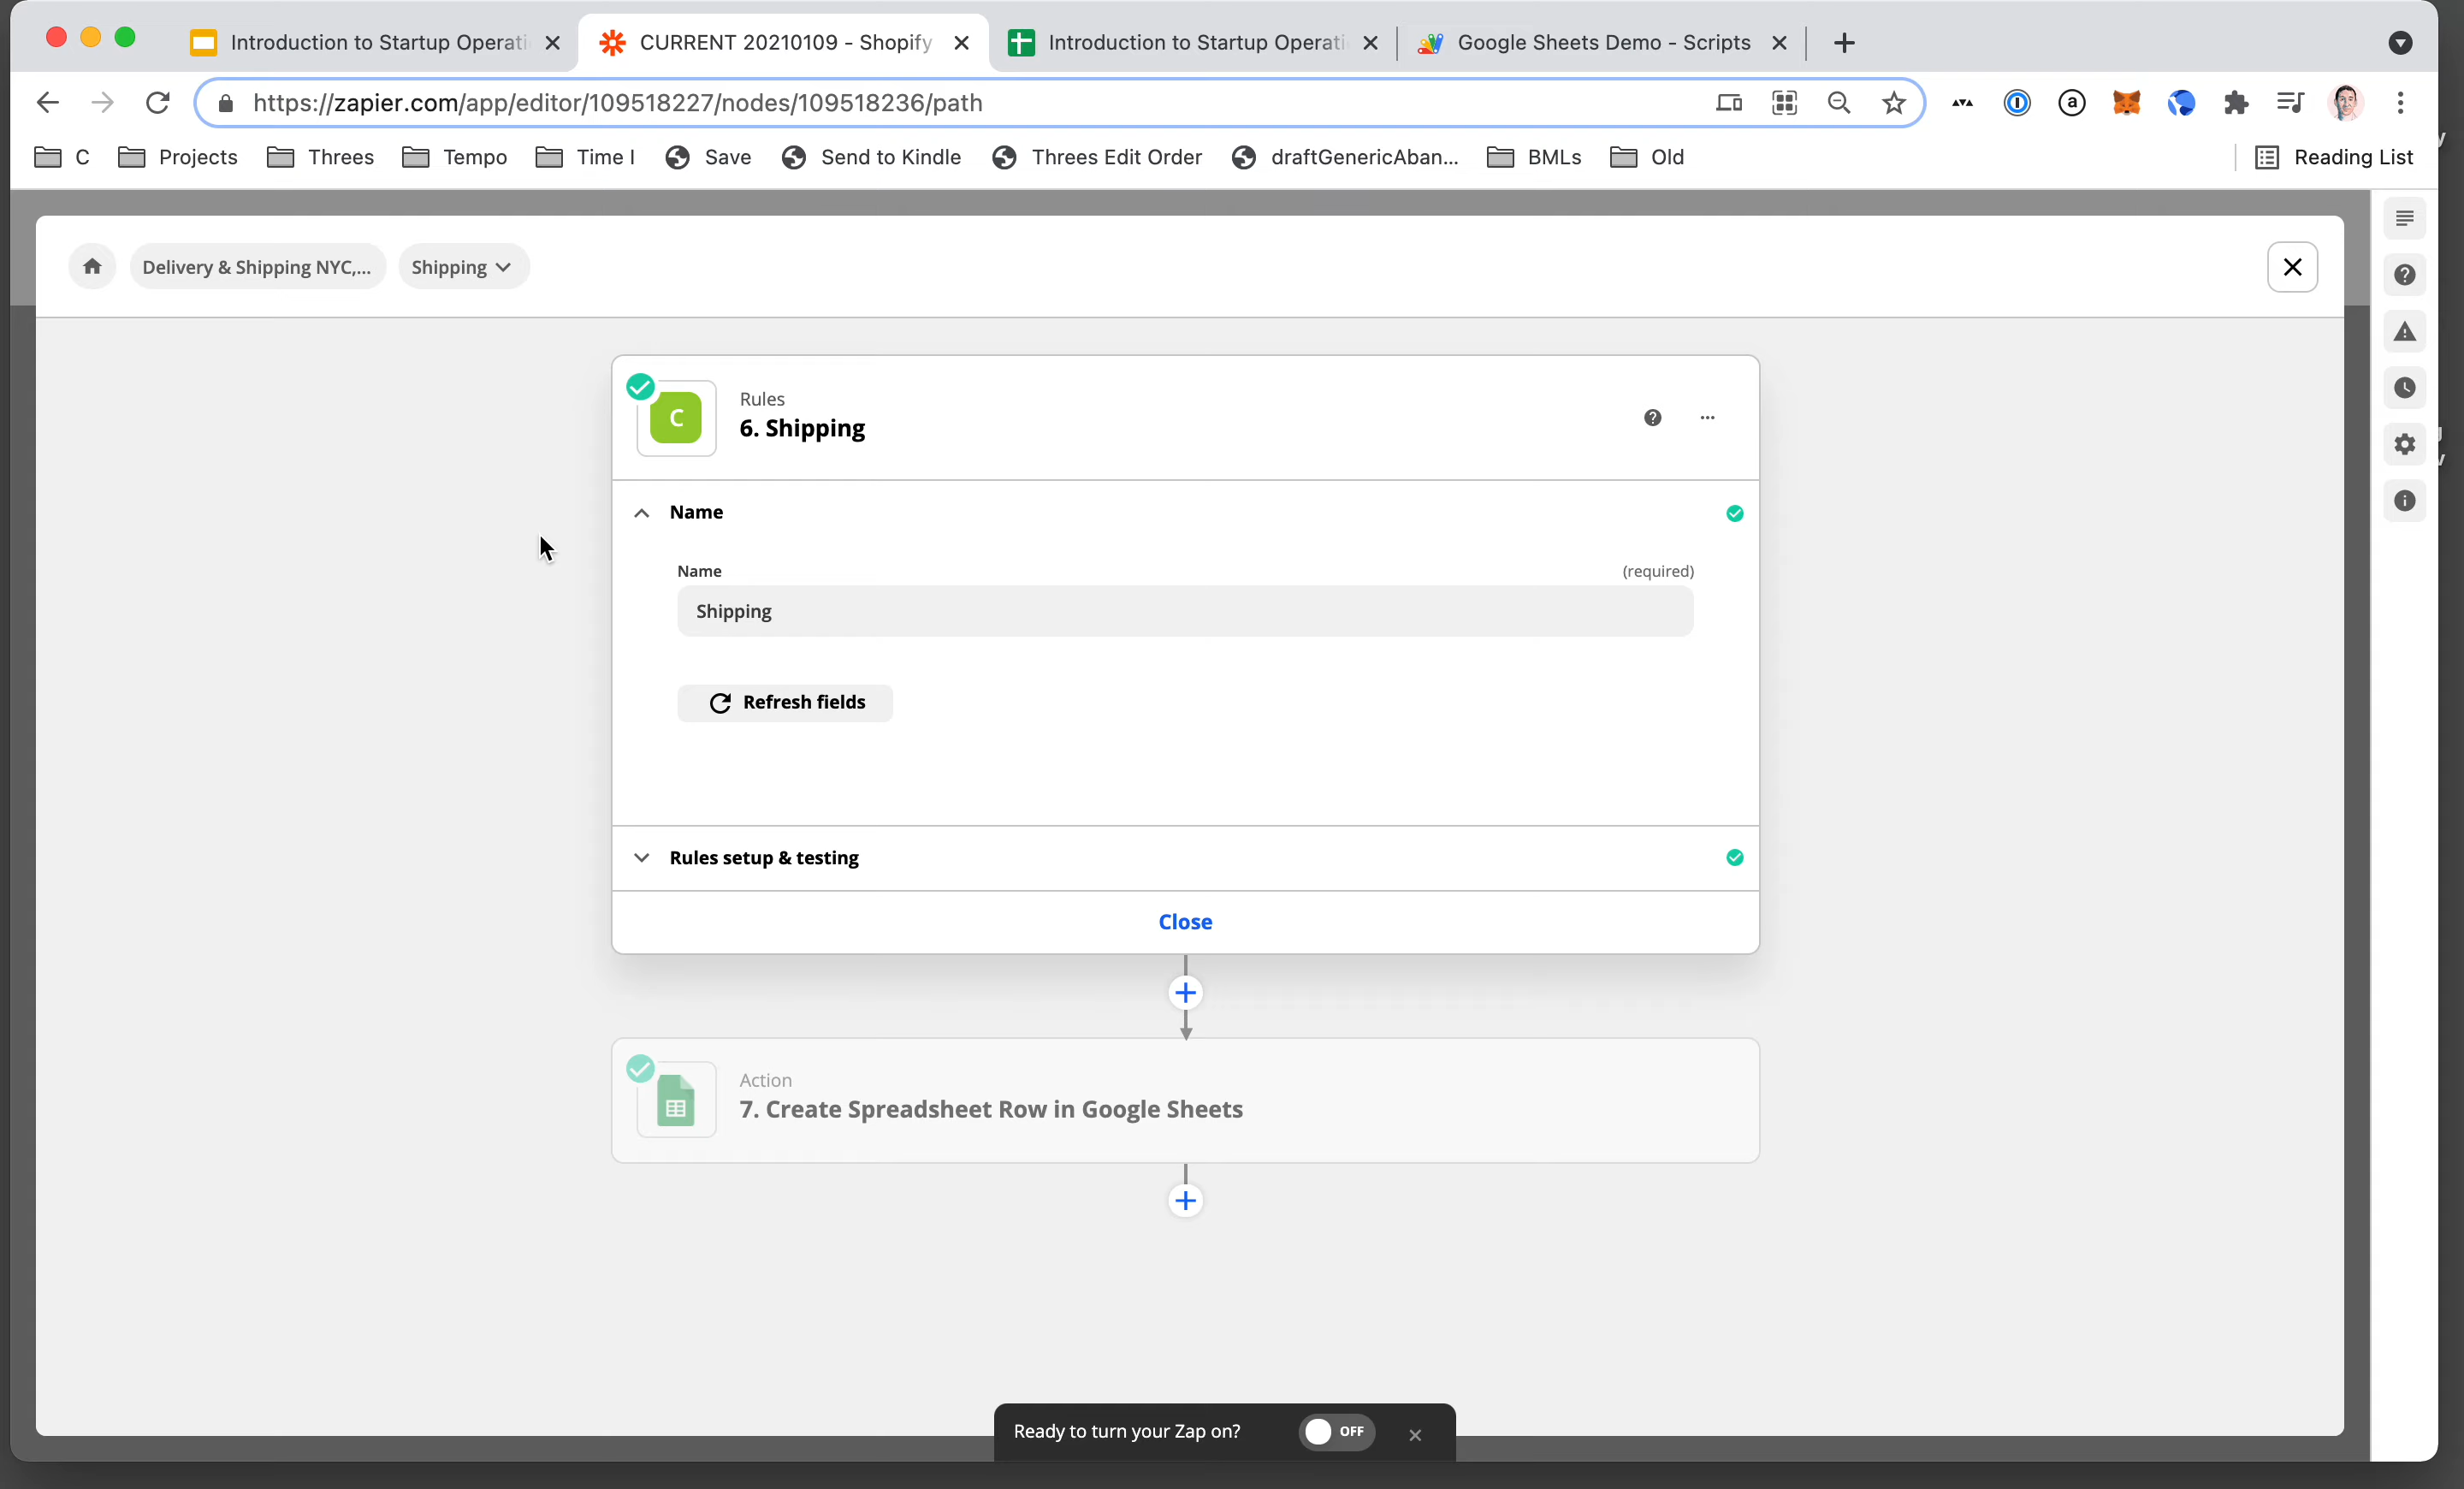 Introduction to Startup Operati
CURRENT 20210109 - Shopify
Introduction to Startup Operati
Google Sheets Demo - Scripts
https://zapier.com/app/editor/109518227/nodes/109518236/path
C
Projects
Threes
Tempo
Time I
Save
Send to Kindle
Threes Edit Order
draftGenericAban...
BMLs
Old
Reading List
Delivery & Shipping NYC,...
Shipping
C
Rules
6. Shipping
Name
Name
(required)
Shipping
Refresh fields
Rules setup & testing
Close
Action
7. Create Spreadsheet Row in Google Sheets
Ready to turn your Zap on?
OFF